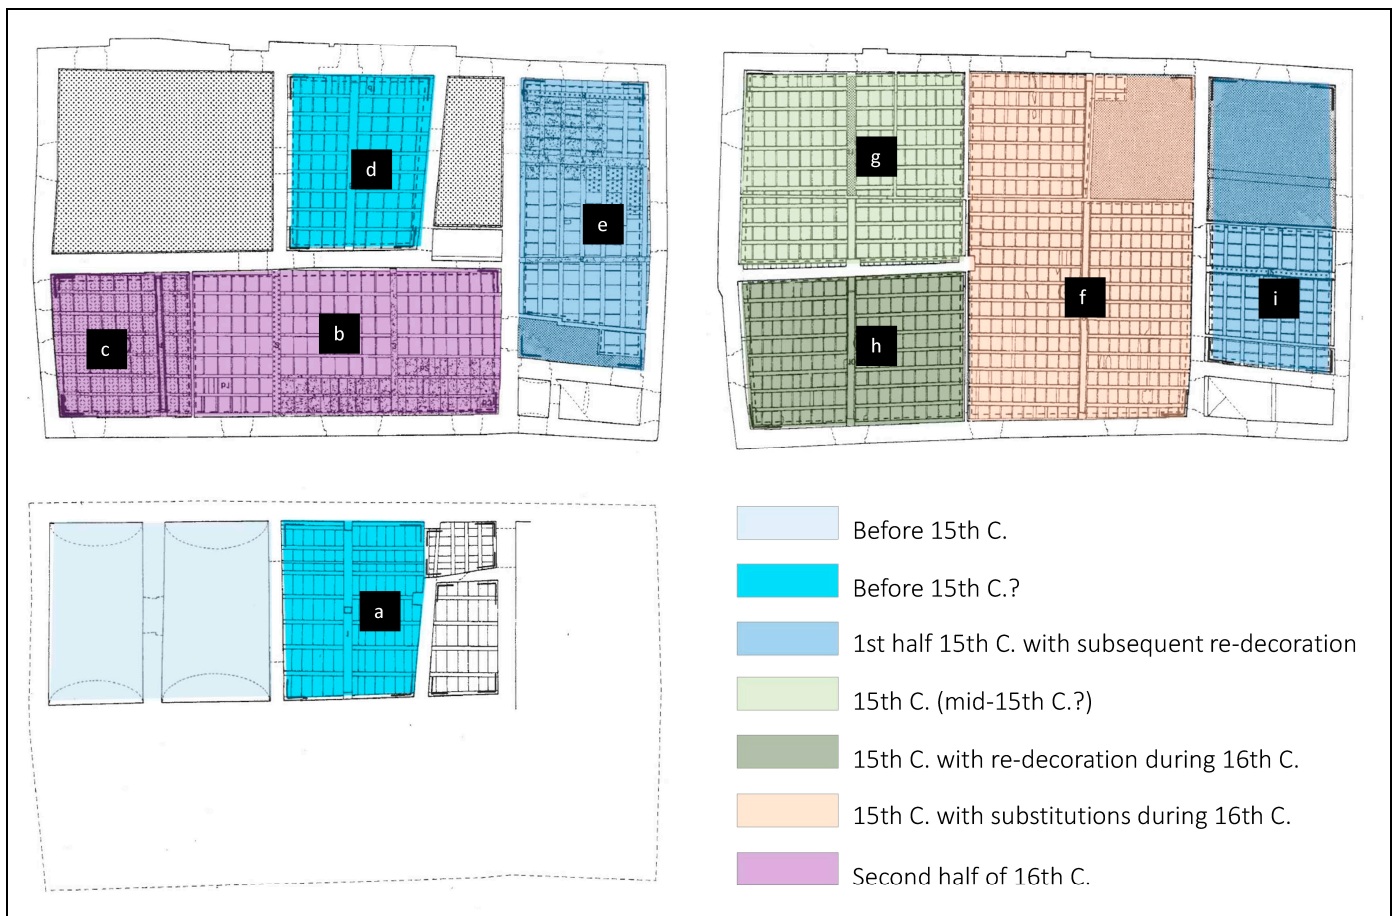 d
g
e
i
f
b
c
h
a
Before 15th C.
Before 15th C.?
1st half 15th C. with subsequent re-decoration
15th C. (mid-15th C.?)
15th C. with re-decoration during 16th C.
15th C. with substitutions during 16th C.
Second half of 16th C.